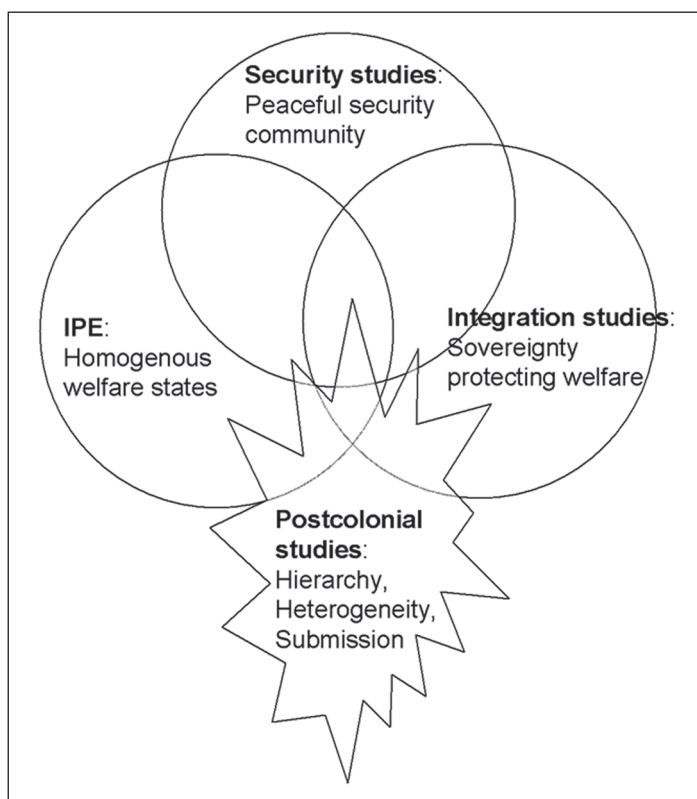 Security studies:
Peaceful security
community
IPE:
Homogenous
welfare states
Integration studies:
Sovereignty
protecting welfare
Postcolonial
studies:
Hierarchy,
Heterogeneity,
Submission